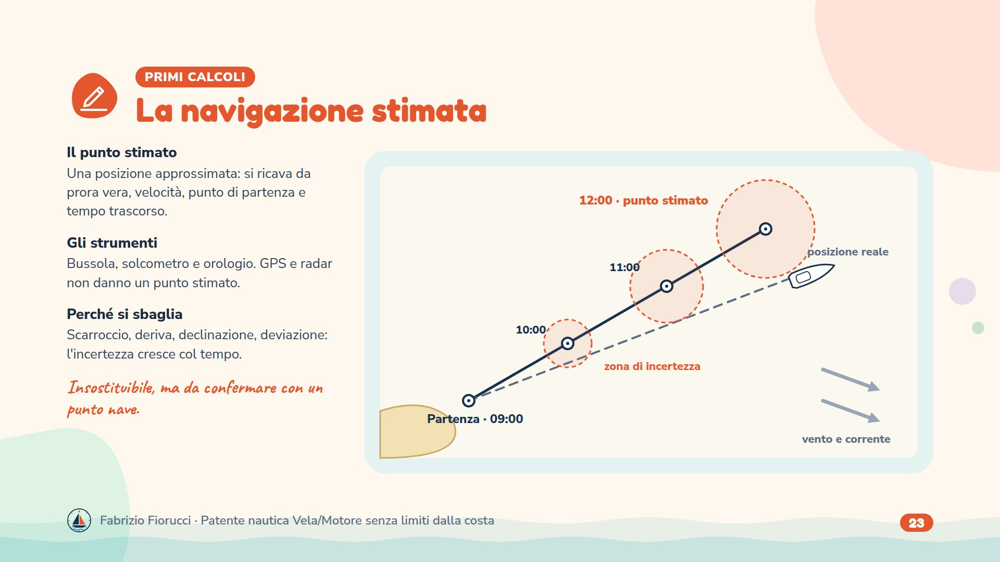 PRIMI CALCOLI
La navigazione stimata
Il punto stimato
Una posizione approssimata: si ricava da
prora vera, velocità, punto di partenza e
tempo trascorso.
Gli strumenti
Bussola, solcometro e orologio. GPS e radar
non danno un punto stimato.
Perché si sbaglia
Scarroccio, deriva, declinazione, deviazione:
l'incertezza cresce col tempo.
Insostituibile, ma da confermare con un
punto nave.
12:00 · punto stimato
posizione reale
11:00
10:00
zona di incertezza
Partenza · 09:00
vento e corrente
Fabrizio Fiorucci · Patente nautica Vela/Motore senza limiti dalla costa
23